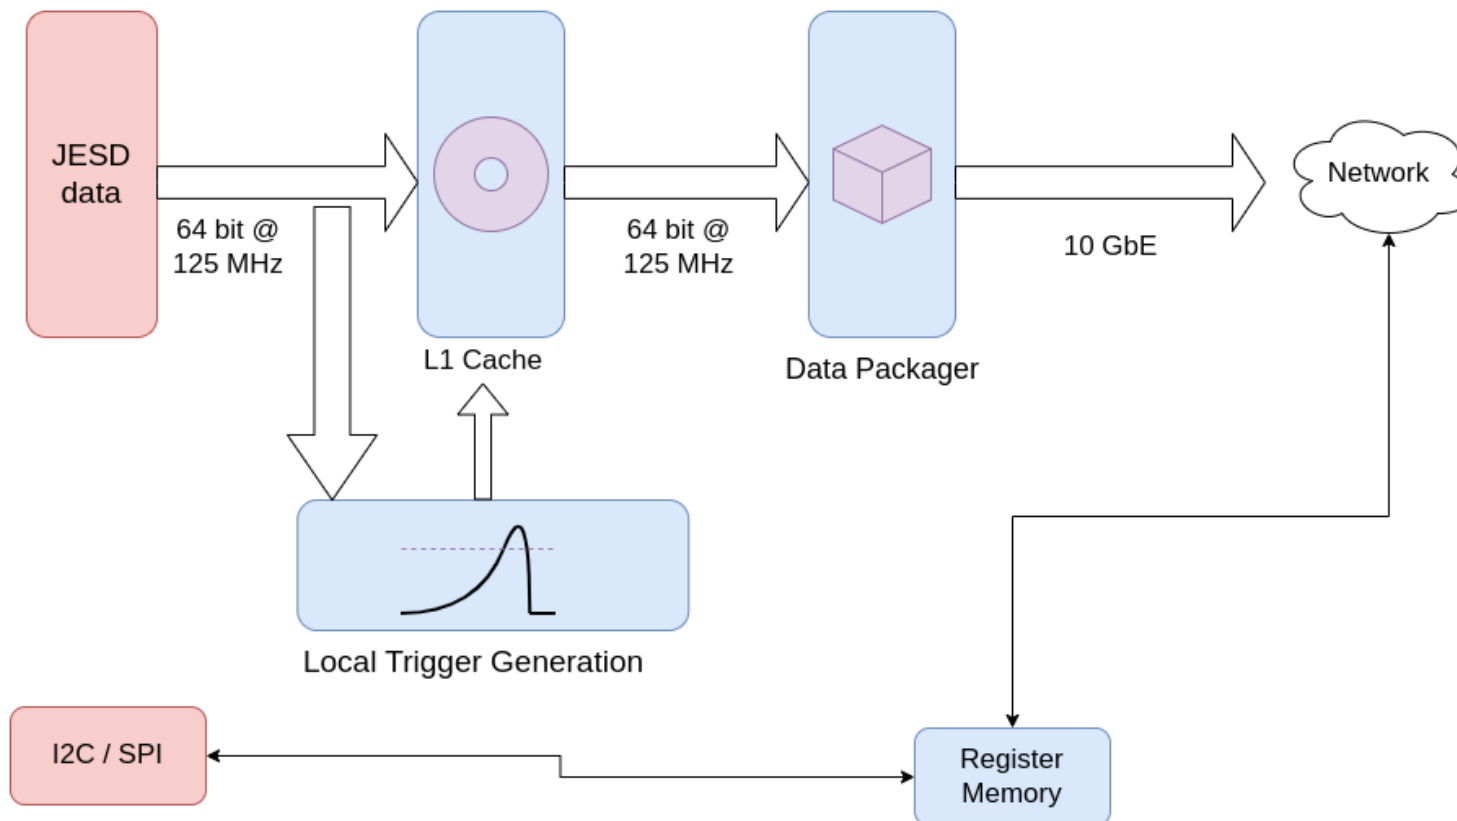 JESD
data
64 bit @
125 MHz
L1 Cache
64 bit @
125 MHz
Data Packager
10 GbE
Network
Local Trigger Generation
I2C / SPI
Register
Memory